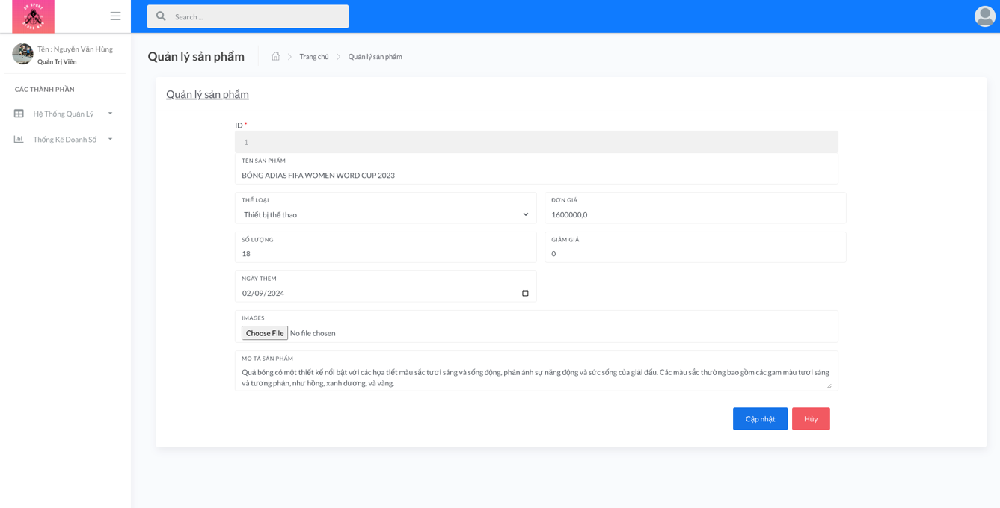 Search ...
Tên : Nguyễn Văn Hùng
Quản Trị Viên
CÁC THÀNH PHẦN
Hệ Thống Quản Lý
Thống Kê Doanh Số
Quản lý sản phẩm
Trang chủ
Quản lý sản phẩm
Quản lý sản phẩm
ID *
1
TÊN SẢN PHẨM
BÓNG ADIAS FIFA WOMEN WORD CUP 2023
THỂ LOẠI
Thiết bị thể thao
ĐƠN GIÁ
1600000,0
SỐ LƯỢNG
18
GIẢM GIÁ
0
NGÀY THÊM
02/09/2024
IMAGES
Choose File No file chosen
MÔ TẢ SẢN PHẨM
Quả bóng có một thiết kế nổi bật với các họa tiết màu sắc tươi sáng và sống động, phản ánh sự năng động và sức sống của giải đấu. Các màu sắc thường bao gồm các gam màu tươi sáng
và tương phản, như hồng, xanh dương, và vàng.
Cập nhật
Hủy